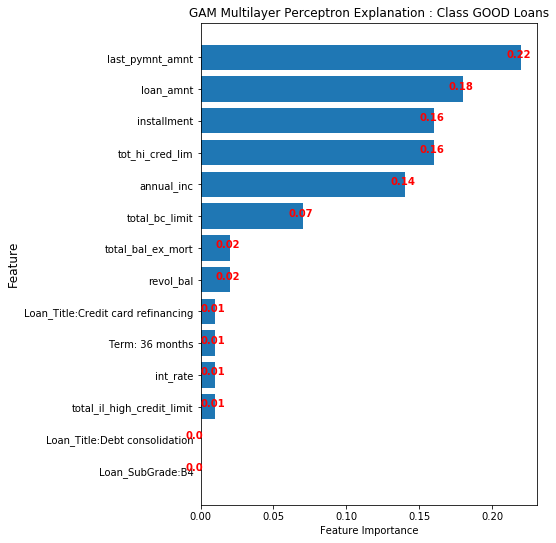 GAM Multilayer Perceptron Explanation : Class GOOD Loans
last_pymnt_amnt 0.22
loan_amnt 0.18
installment 0.16
tot_hi_cred_lim 0.16
annual_inc 0.14
total_bc_limit 0.07
total_bal_ex_mort 0.02
revol_bal 0.02
Loan_Title:Credit card refinancing 0.01
Term: 36 months 0.01
int_rate 0.01
total_il_high_credit_limit 0.01
Loan_Title:Debt consolidation 0.0
Loan_SubGrade:B4 0.0
Feature
0.00 0.05 0.10 0.15 0.20
Feature Importance